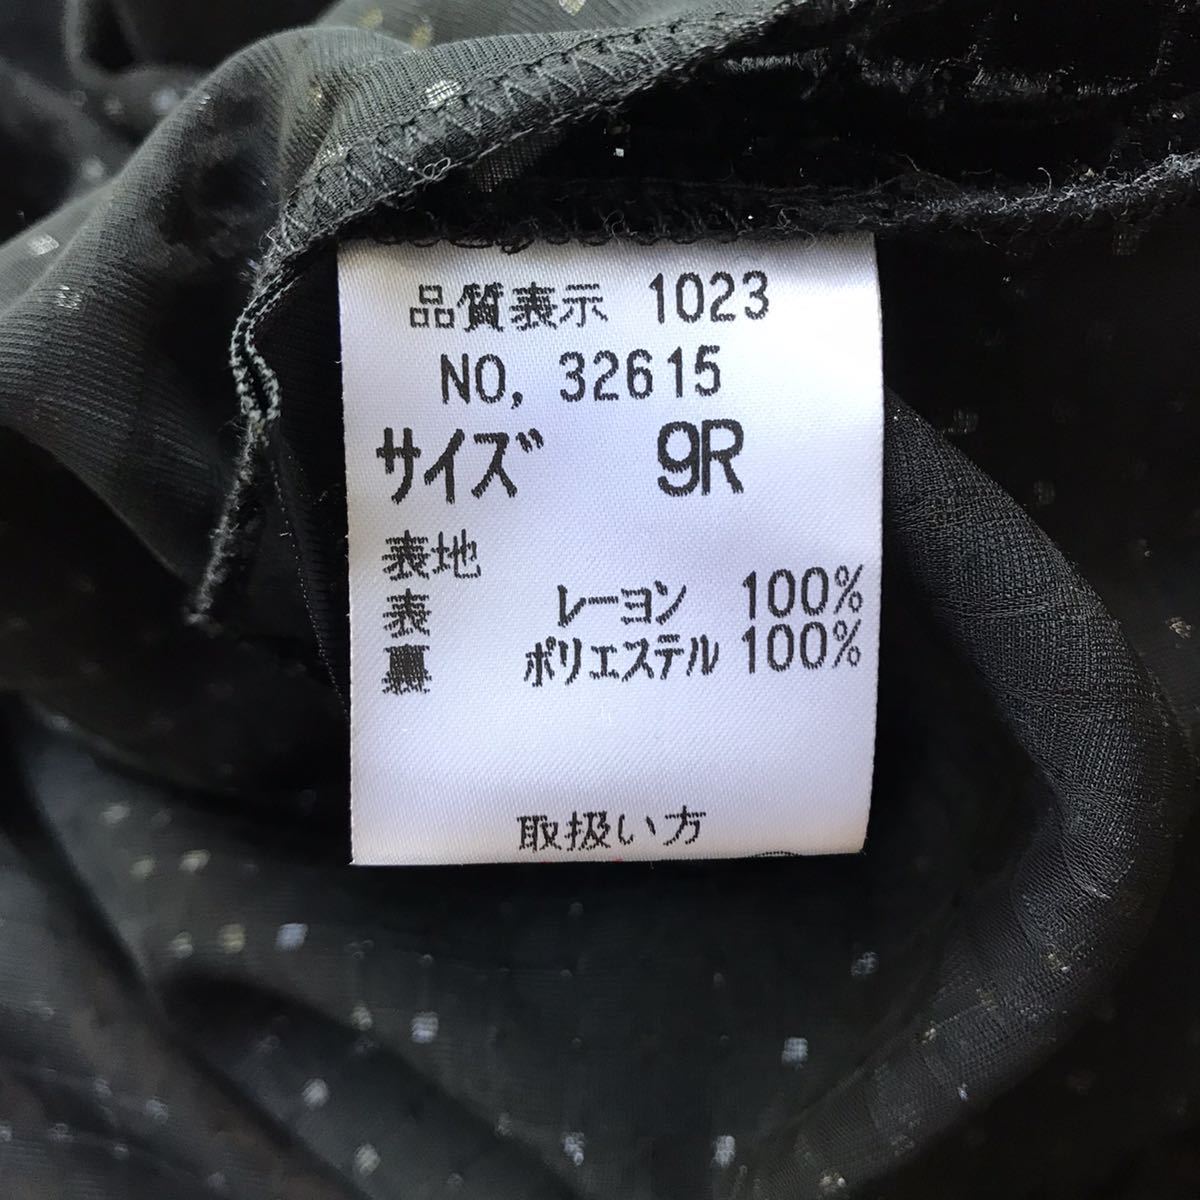 品質表示 1023
NO, 32615
サイズ 9R
表地
表 レーヨン 100%
裏 ポリエステル 100%
取扱い方